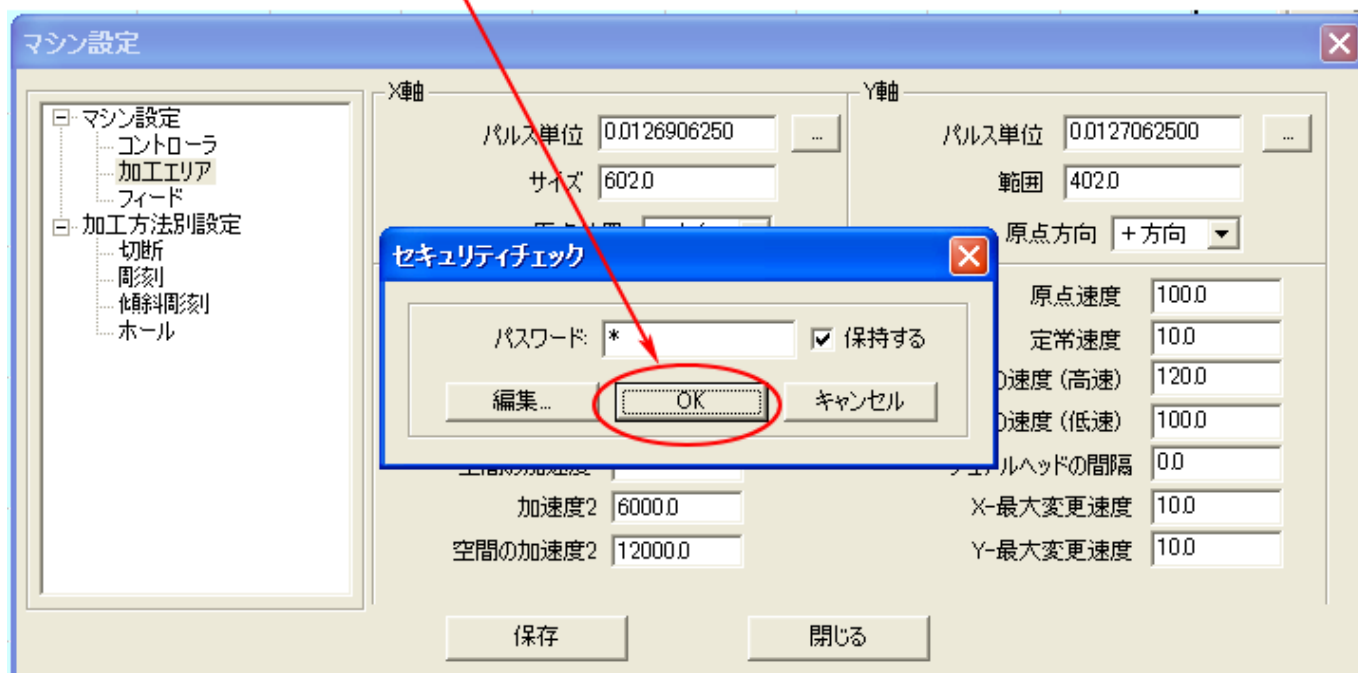 マシン設定
マシン設定
コントローラ
加工エリア
フィード
加工方法別設定
切断
彫刻
傾斜彫刻
ホール
X軸
パルス単位 0.0126906250 ...
サイズ 602.0
Y軸
パルス単位 0.0127062500 ...
範囲 402.0
原点方向 +方向
原点速度 100.0
定常速度 10.0
の速度 (高速) 120.0
の速度 (低速) 100.0
ヘッドの間隔 0.0
X-最大変更速度 10.0
Y-最大変更速度 10.0
セキュリティチェック
パスワード: * 保持する
編集... OK キャンセル
加速度2 6000.0
空間の加速度2 12000.0
保存 閉じる